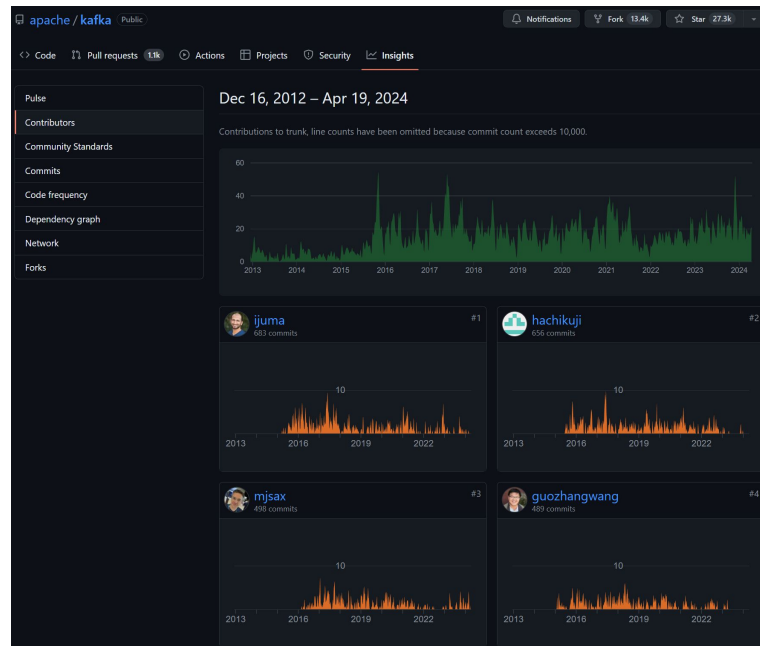 apache / kafka Public
Notifications Fork 13.4k Star 27.3k
Code Pull requests 1.1k Actions Projects Security Insights
Pulse
Contributors
Community Standards
Commits
Code frequency
Dependency graph
Network
Forks
Dec 16, 2012 – Apr 19, 2024
Contributions to trunk, line counts have been omitted because commit count exceeds 10,000.
60
40
20
0
2013 2014 2015 2016 2017 2018 2019 2020 2021 2022 2023 2024
ijuma #1
683 commits
10
2013 2016 2019 2022
hachikuji #2
656 commits
10
2013 2016 2019 2022
mjsax #3
498 commits
10
2013 2016 2019 2022
guozhangwang #4
489 commits
10
2013 2016 2019 2022